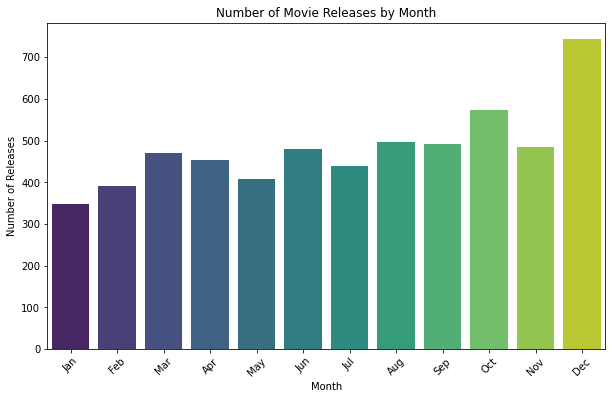 Number of Movie Releases by Month
Number of Releases
700
600
500
400
300
200
100
0
Jan Feb Mar Apr May Jun Jul Aug Sep Oct Nov Dec
Month